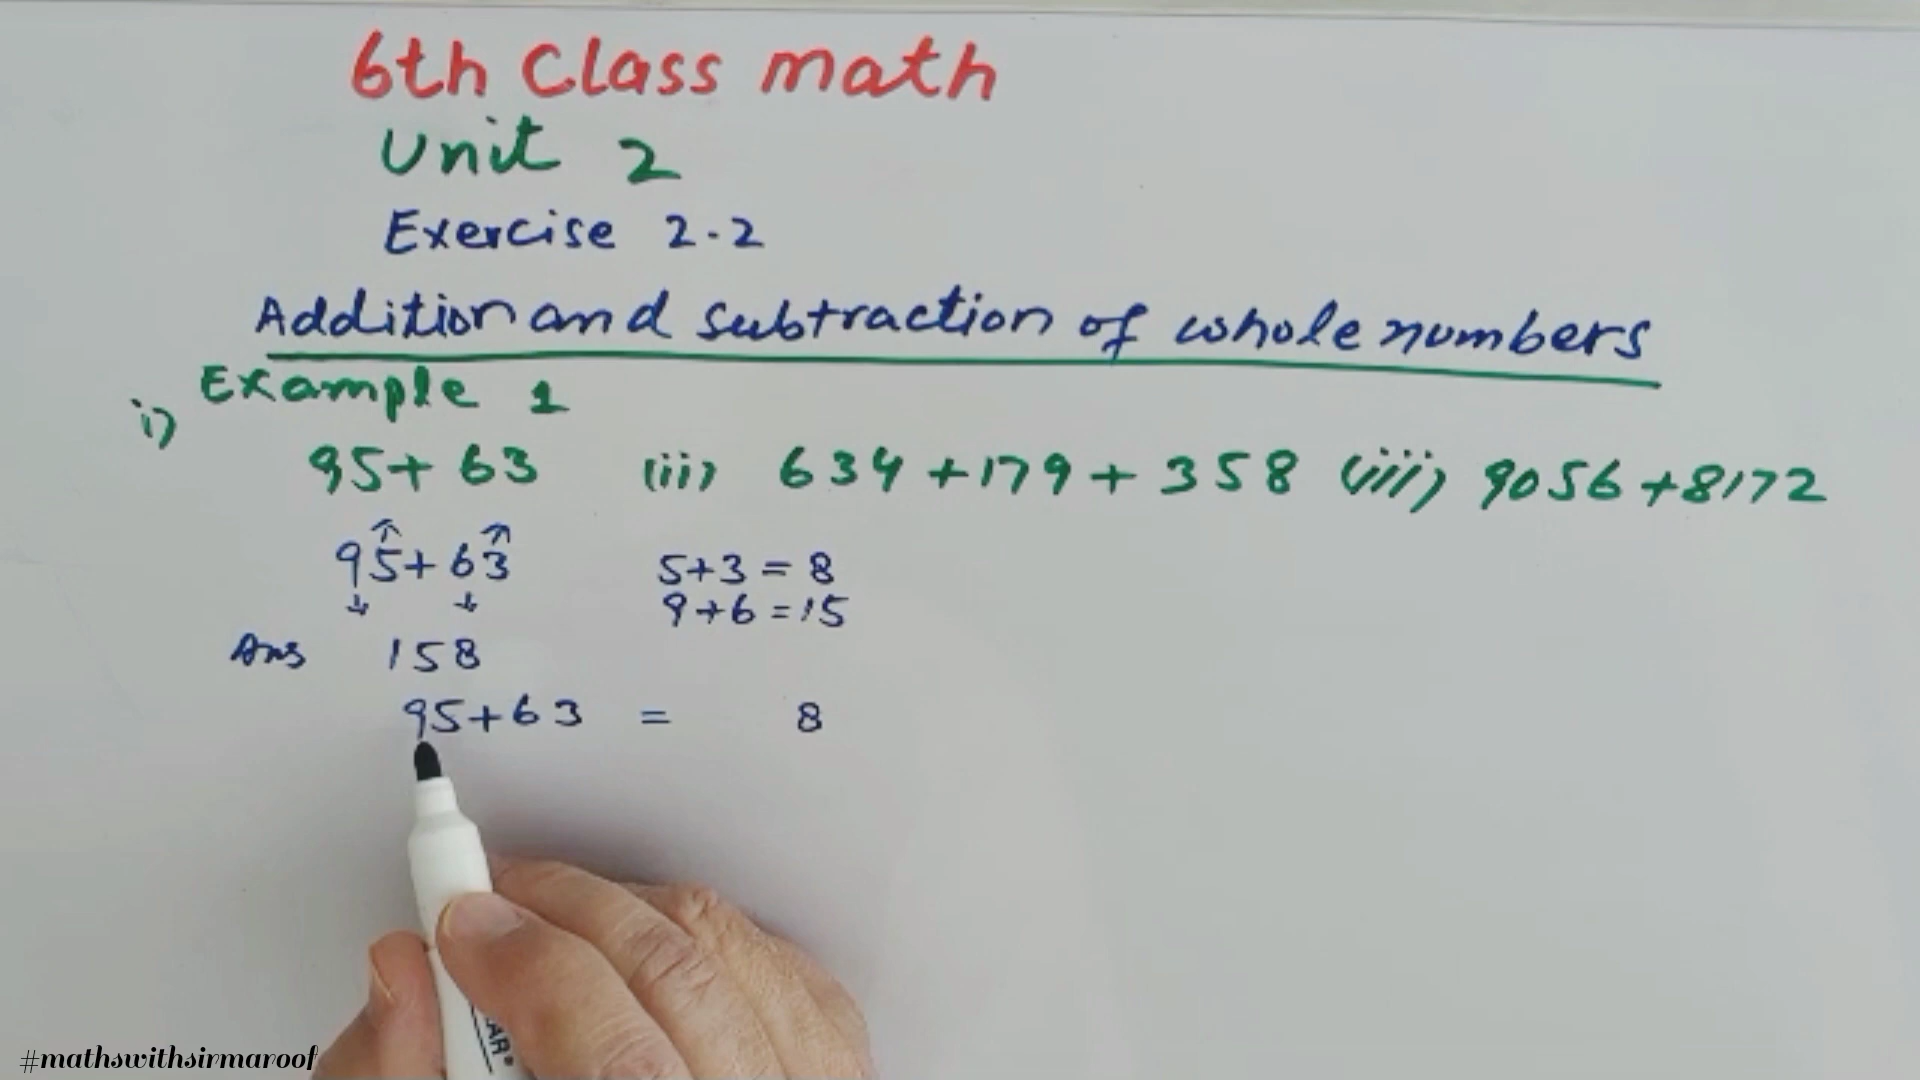 6th Class math
Unit 2
Exercise 2.2
Addition and subtraction of whole numbers
Example 1
i)
95+ 63 (ii) 634 +179 + 358 (iii) 9056 +8172
95+ 63 5+3 = 8
9+6 =15
Ans 158
95+63 = 8
AR
#mathswithsirmaroof